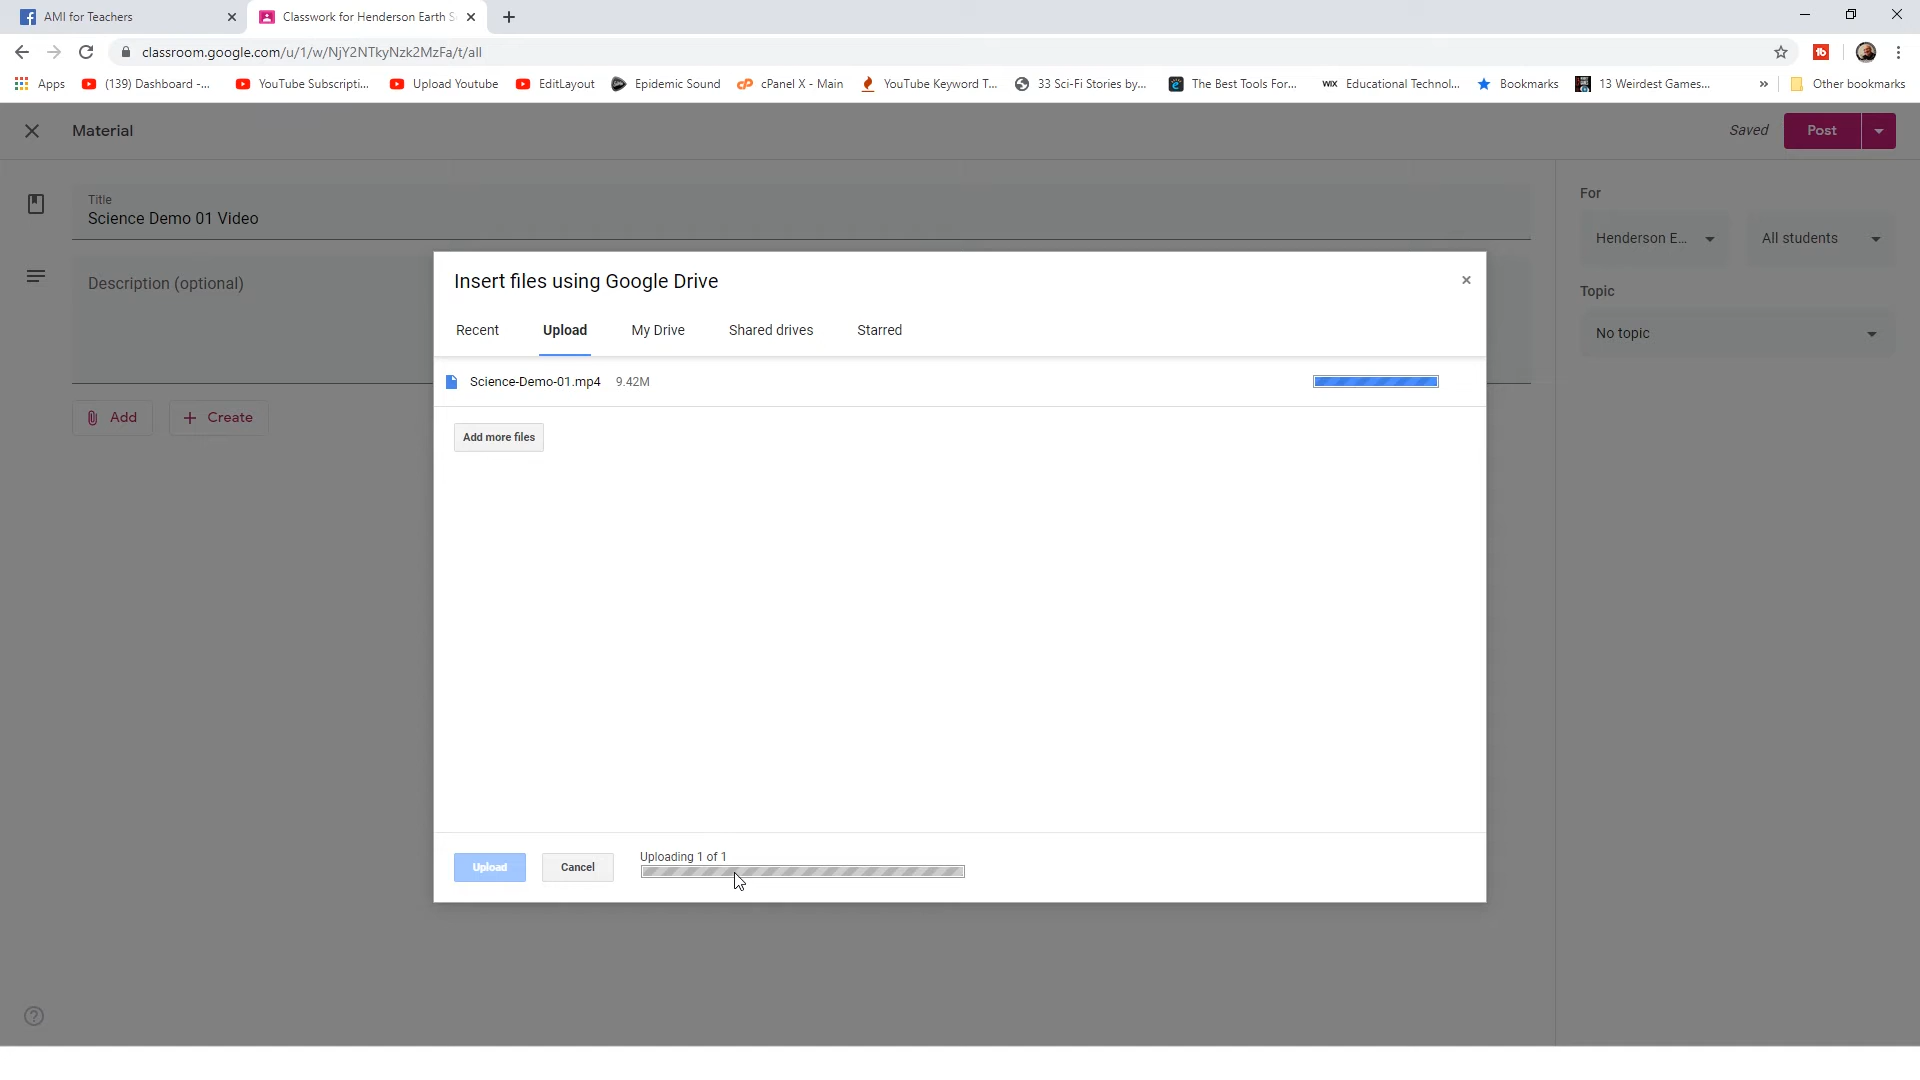 AMI for Teachers
Classwork for Henderson Earth S
classroom.google.com/u/1/w/NjY2NTkyNzk2MzFa/t/all
Apps (139) Dashboard -... YouTube Subscripti... Upload Youtube EditLayout Epidemic Sound cPanel X - Main YouTube Keyword T... 33 Sci-Fi Stories by... The Best Tools For... WIX Educational Technol... Bookmarks 13 Weirdest Games... » Other bookmarks
Material
Saved
Post
Title
Science Demo 01 Video
Description (optional)
Add
Create
For
Henderson E...
All students
Topic
No topic
Insert files using Google Drive
Recent Upload My Drive Shared drives Starred
Science-Demo-01.mp4 9.42M
Add more files
Upload
Cancel
Uploading 1 of 1